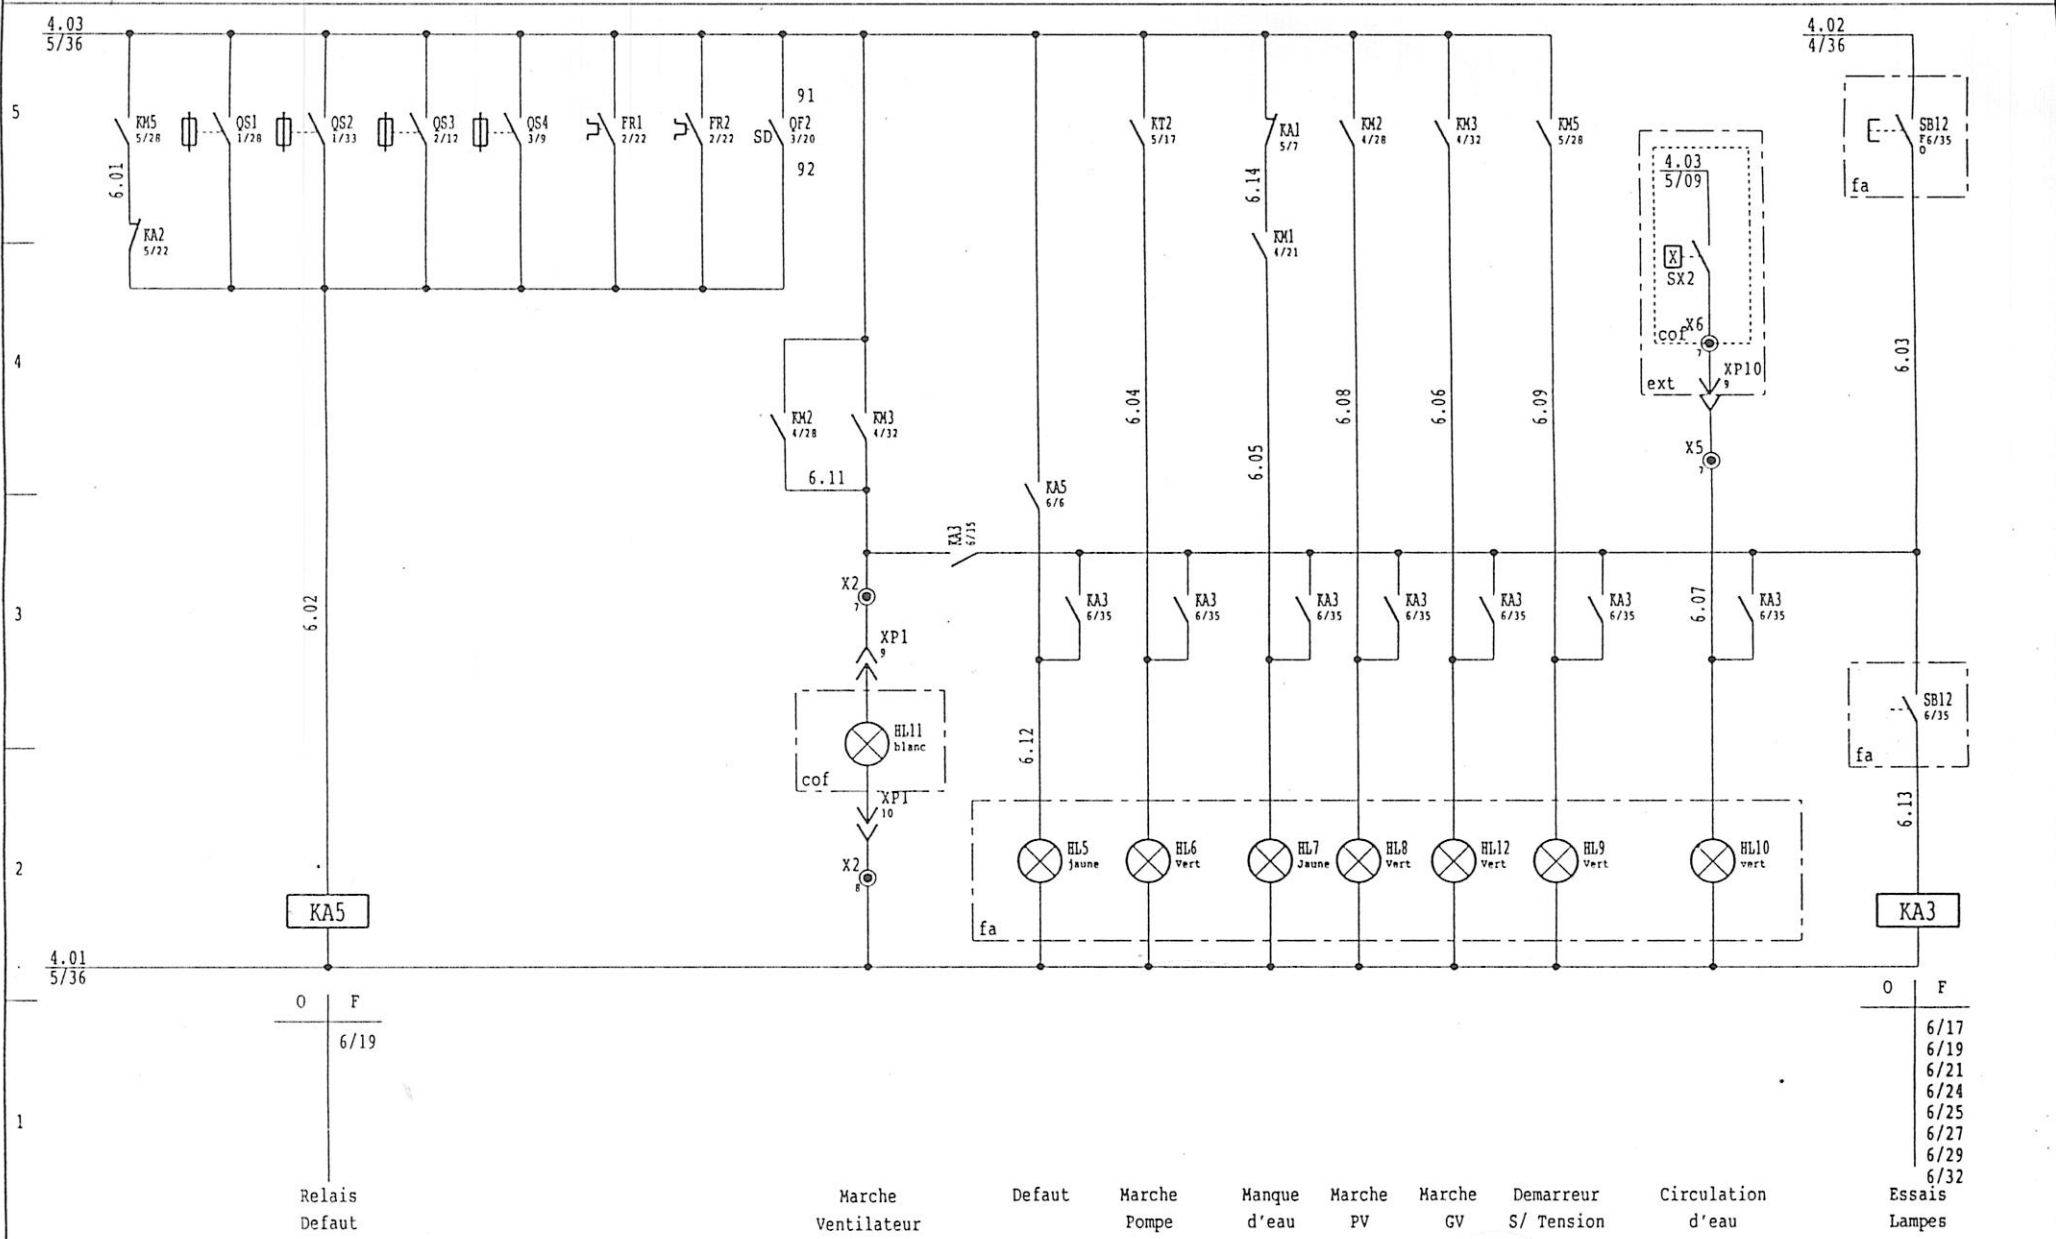 4.03
5/36
4.02
4/36
5
4
3
2
1
KM5
5/28
6.01
KA2
5/22
QS1
1/28
QS2
1/33
QS3
2/12
QS4
3/9
FR1
2/22
FR2
2/22
91
SD
QF2
3/20
92
KT2
5/17
KA1
5/7
6.14
KM1
4/21
KM2
4/28
KM3
4/32
KM5
5/28
4.03
5/09
X
SX2
cof
X6
7
ext
XP10
9
X5
7
SB12
F6/35
O
fa
6.03
KM2
4/28
KM3
4/32
6.11
6.04
6.05
6.08
6.06
6.09
KA5
6/6
KA3
6/35
6.02
X2
7
XP1
9
KA3
6/35
KA3
6/35
KA3
6/35
KA3
6/35
KA3
6/35
KA3
6/35
6.07
KA3
6/35
SB12
6/35
fa
HL11
blanc
cof
XP1
10
X2
8
6.12
6.13
HL5
jaune
HL6
Vert
HL7
Jaune
HL8
Vert
HL12
Vert
HL9
Vert
HL10
vert
fa
KA5
KA3
4.01
5/36
O F
6/19
O F
6/17
6/19
6/21
6/24
6/25
6/27
6/29
6/32
Relais
Defaut
Marche
Ventilateur
Defaut
Marche
Pompe
Manque
d'eau
Marche
PV
Marche
GV
Demarreur
S/ Tension
Circulation
d'eau
Essais
Lampes